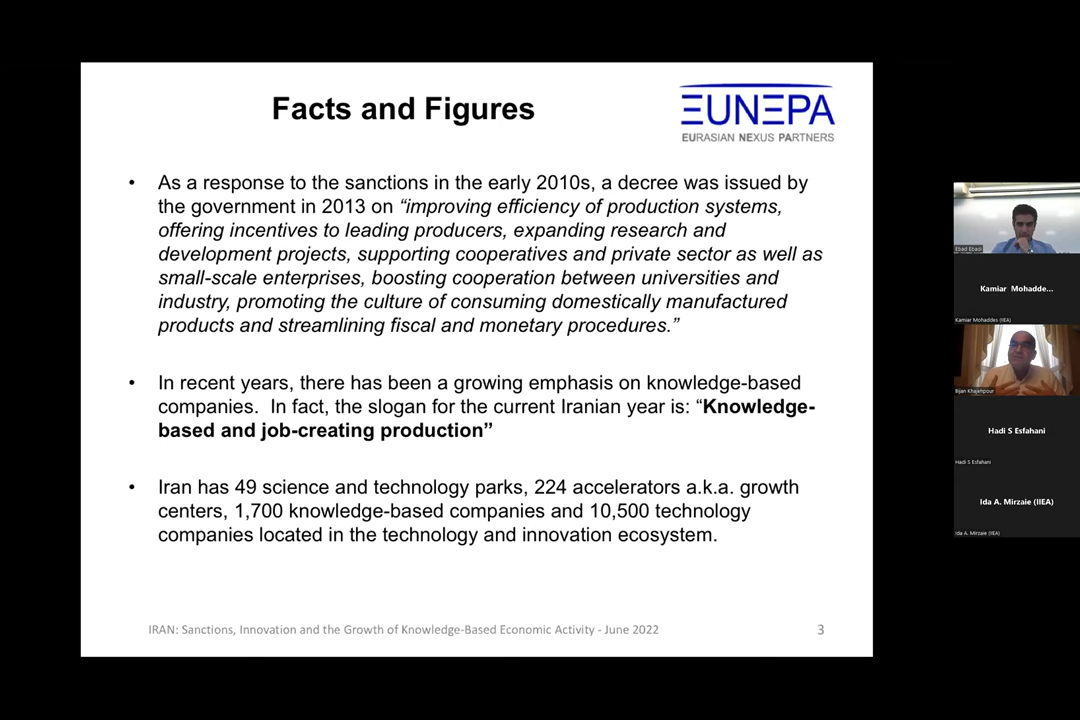 Facts and Figures
EUNEPA
EURASIAN NEXUS PARTNERS
• As a response to the sanctions in the early 2010s, a decree was issued by
the government in 2013 on “improving efficiency of production systems,
offering incentives to leading producers, expanding research and
development projects, supporting cooperatives and private sector as well as
small-scale enterprises, boosting cooperation between universities and
industry, promoting the culture of consuming domestically manufactured
products and streamlining fiscal and monetary procedures.”
• In recent years, there has been a growing emphasis on knowledge-based
companies. In fact, the slogan for the current Iranian year is: “Knowledge-
based and job-creating production”
• Iran has 49 science and technology parks, 224 accelerators a.k.a. growth
centers, 1,700 knowledge-based companies and 10,500 technology
companies located in the technology and innovation ecosystem.
IRAN: Sanctions, Innovation and the Growth of Knowledge-Based Economic Activity - June 2022
3
Ebad Ebadi
Kamiar Mohadde...
Kamiar Mohaddes (IIEA)
Bijan Khajehpour
Hadi S Esfahani
Hadi S Esfahani
Ida A. Mirzaie (IIEA)
Ida A. Mirzaie (IIEA)